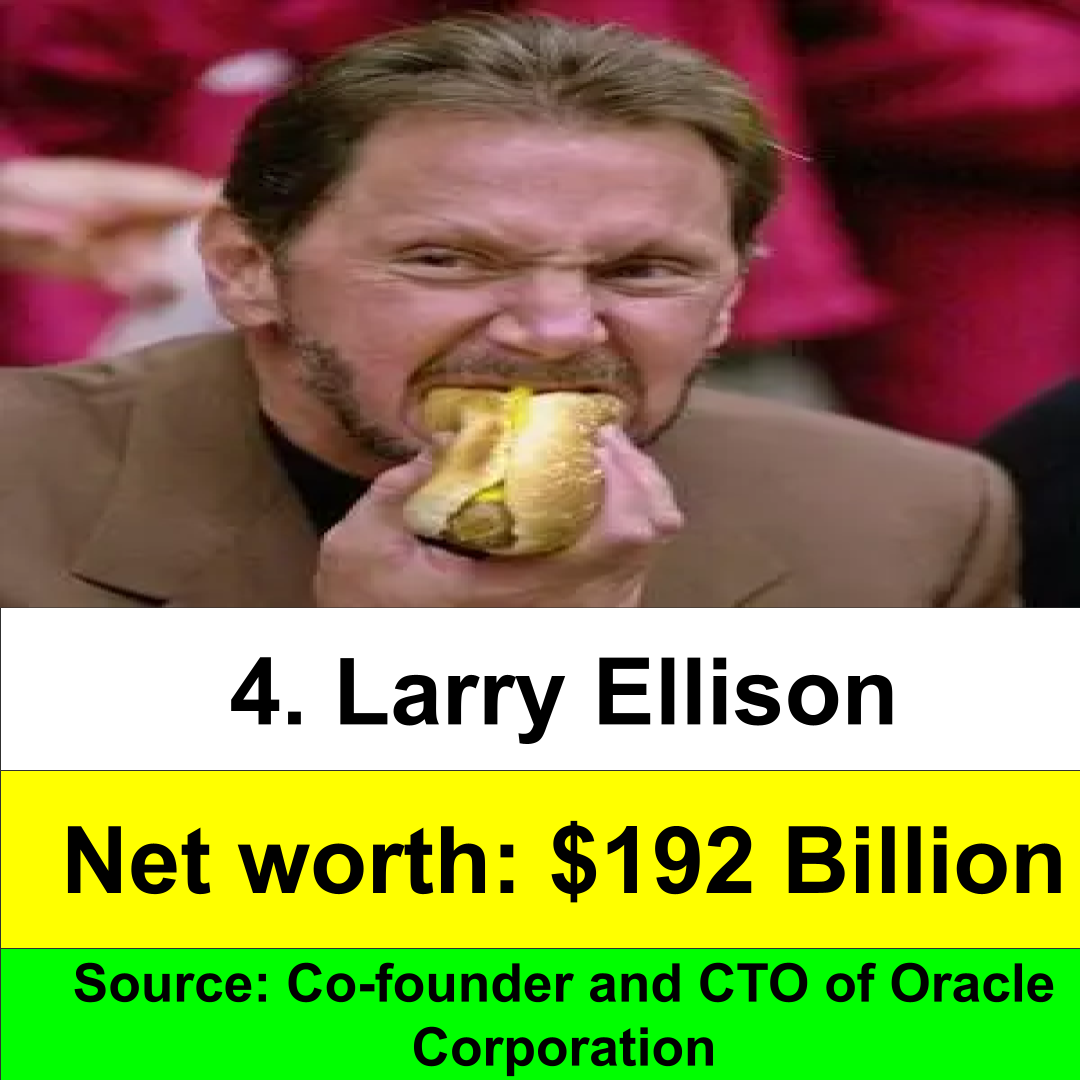 4. Larry Ellison
Net worth: $192 Billion
Source: Co-founder and CTO of Oracle
Corporation